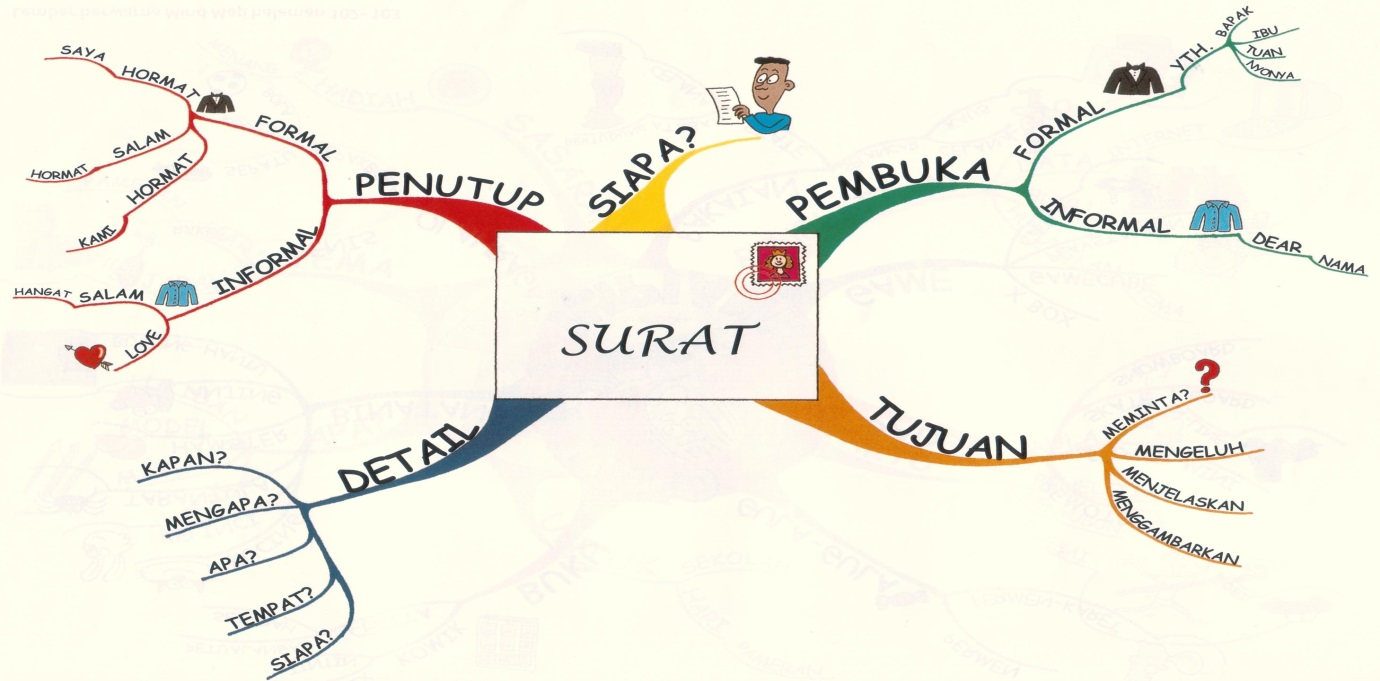 SURAT
SIAPA?
PEMBUKA
FORMAL
YTH.
BAPAK
IBU
TUAN
NYONYA
INFORMAL
DEAR
NAMA
TUJUAN
MEMINTA?
?
MENGELUH
MENJELASKAN
MENGGAMBARKAN
DETAIL
KAPAN?
MENGAPA?
APA?
TEMPAT?
SIAPA?
PENUTUP
FORMAL
HORMAT
SAYA
SALAM
HORMAT
HORMAT
KAMI
INFORMAL
SALAM
HANGAT
LOVE